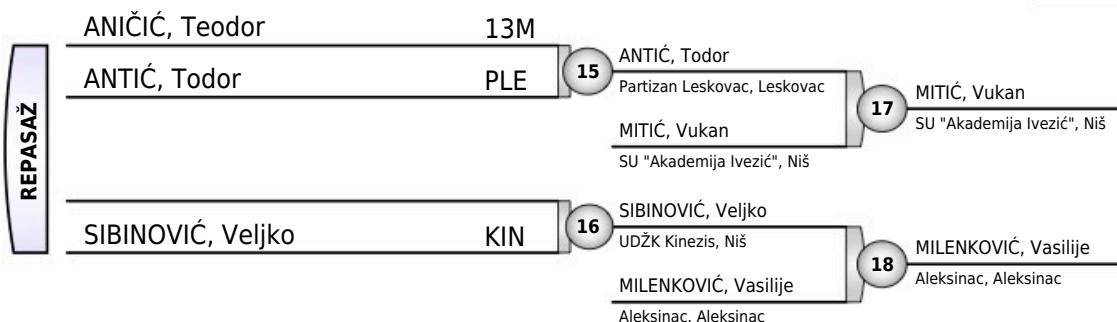 REPASAŽ
ANIČIĆ, Teodor 13M
ANTIĆ, Todor PLE
15
ANTIĆ, Todor
Partizan Leskovac, Leskovac
MITIĆ, Vukan
SU "Akademija Ivezić", Niš
17
MITIĆ, Vukan
SU "Akademija Ivezić", Niš
SIBINOVIĆ, Veljko KIN
16
SIBINOVIĆ, Veljko
UDŽK Kinezis, Niš
MILENKOVIĆ, Vasilije
Aleksinac, Aleksinac
18
MILENKOVIĆ, Vasilije
Aleksinac, Aleksinac